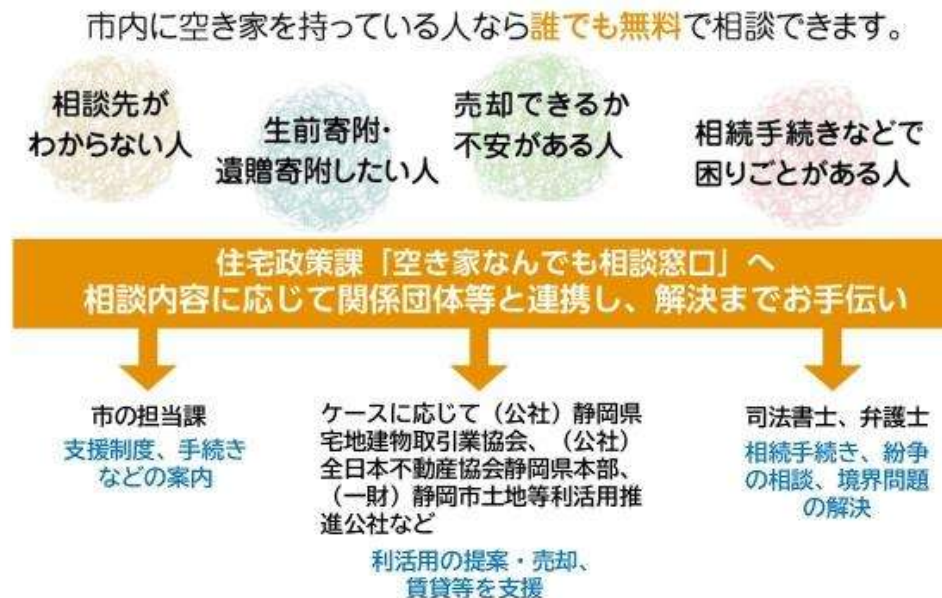 市内に空き家を持っている人なら誰でも無料で相談できます。
相談先が
わからない人
生前寄附・
遺贈寄附したい人
売却できるか
不安がある人
相続手続きなどで
困りごとがある人
住宅政策課「空き家なんでも相談窓口」へ
相談内容に応じて関係団体等と連携し、解決までお手伝い
市の担当課
支援制度、手続き
などの案内
ケースに応じて（公社）静岡県
宅地建物取引業協会、（公社）
全日本不動産協会静岡県本部、
（一財）静岡市土地等利活用推
進公社など
利活用の提案・売却、
賃貸等を支援
司法書士、弁護士
相続手続き、紛争
の相談、境界問題
の解決